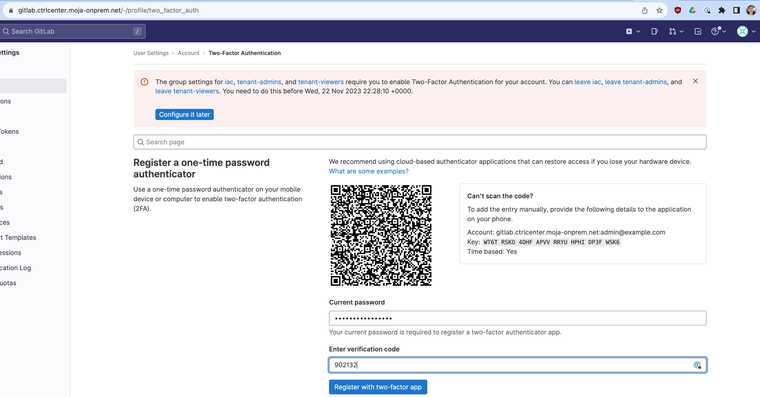 gitlab.ctrlcenter.moja-onprem.net/-/profile/two_factor_auth
Search GitLab
/
ettings
User Settings > Account > Two-Factor Authentication
The group settings for iac, tenant-admins, and tenant-viewers require you to enable Two-Factor Authentication for your account. You can leave iac, leave tenant-admins, and
leave tenant-viewers. You need to do this before Wed, 22 Nov 2023 22:28:10 +0000.
Configure it later
ons
Search page
okens
Register a one-time password
authenticator
Use a one-time password authenticator on your mobile
device or computer to enable two-factor authentication
(2FA).
d
ions
s
s
ces
t Templates
essions
cation Log
uotas
We recommend using cloud-based authenticator applications that can restore access if you lose your hardware device.
What are some examples?
Can't scan the code?
To add the entry manually, provide the following details to the application
on your phone.
Account: gitlab.ctrlcenter.moja-onprem.net:admin@example.com
Key: WT6T RSKO 4OHF APVV RRYU HPHI DP3F WSK6
Time based: Yes
Current password
Your current password is required to register a two-factor authenticator app.
Enter verification code
902132
Register with two-factor app